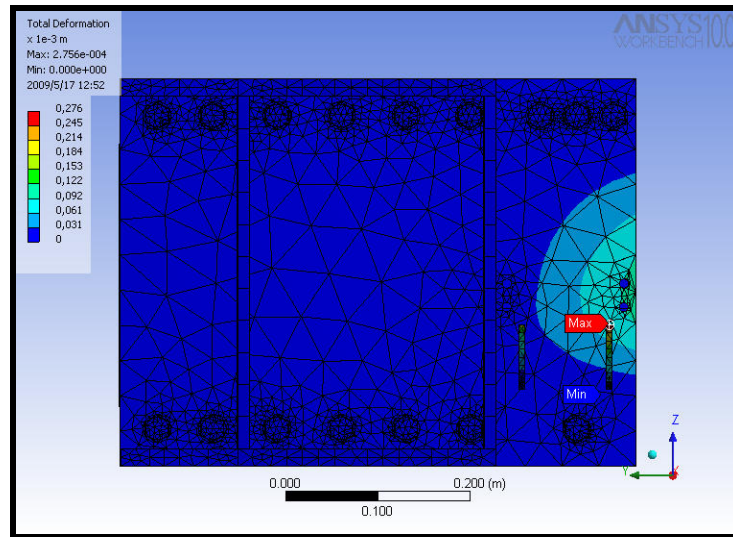 Total Deformation
x 1e-3 m
Max: 2.756e-004
Min: 0.000e+000
2009/5/17 12:52
0,276
0,245
0,214
0,184
0,153
0,122
0,092
0,061
0,031
0
ANSYS 10.0
WORKBENCH
Max
Min
0.000
0.200 (m)
0.100
Z
Y
X